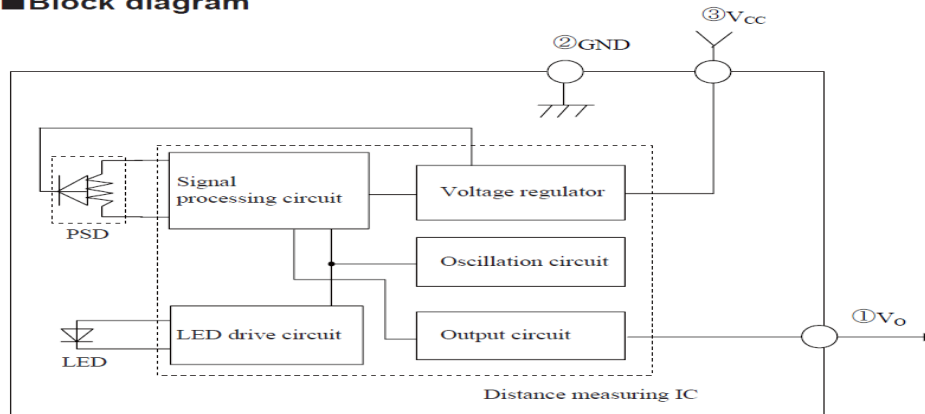 ■Block diagram
③VCC
②GND
Signal
processing circuit
Voltage regulator
PSD
Oscillation circuit
①VO
LED drive circuit
Output circuit
LED
Distance measuring IC